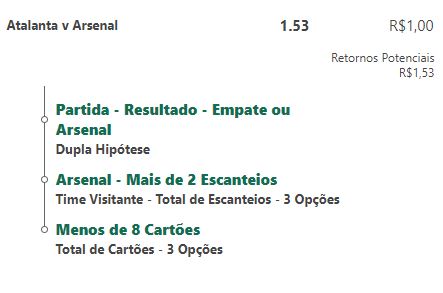 Atalanta v Arsenal 1.53 R$1,00
Retornos Potenciais
R$1,53
Partida - Resultado - Empate ou
Arsenal
Dupla Hipótese
Arsenal - Mais de 2 Escanteios
Time Visitante - Total de Escanteios - 3 Opções
Menos de 8 Cartões
Total de Cartões - 3 Opções